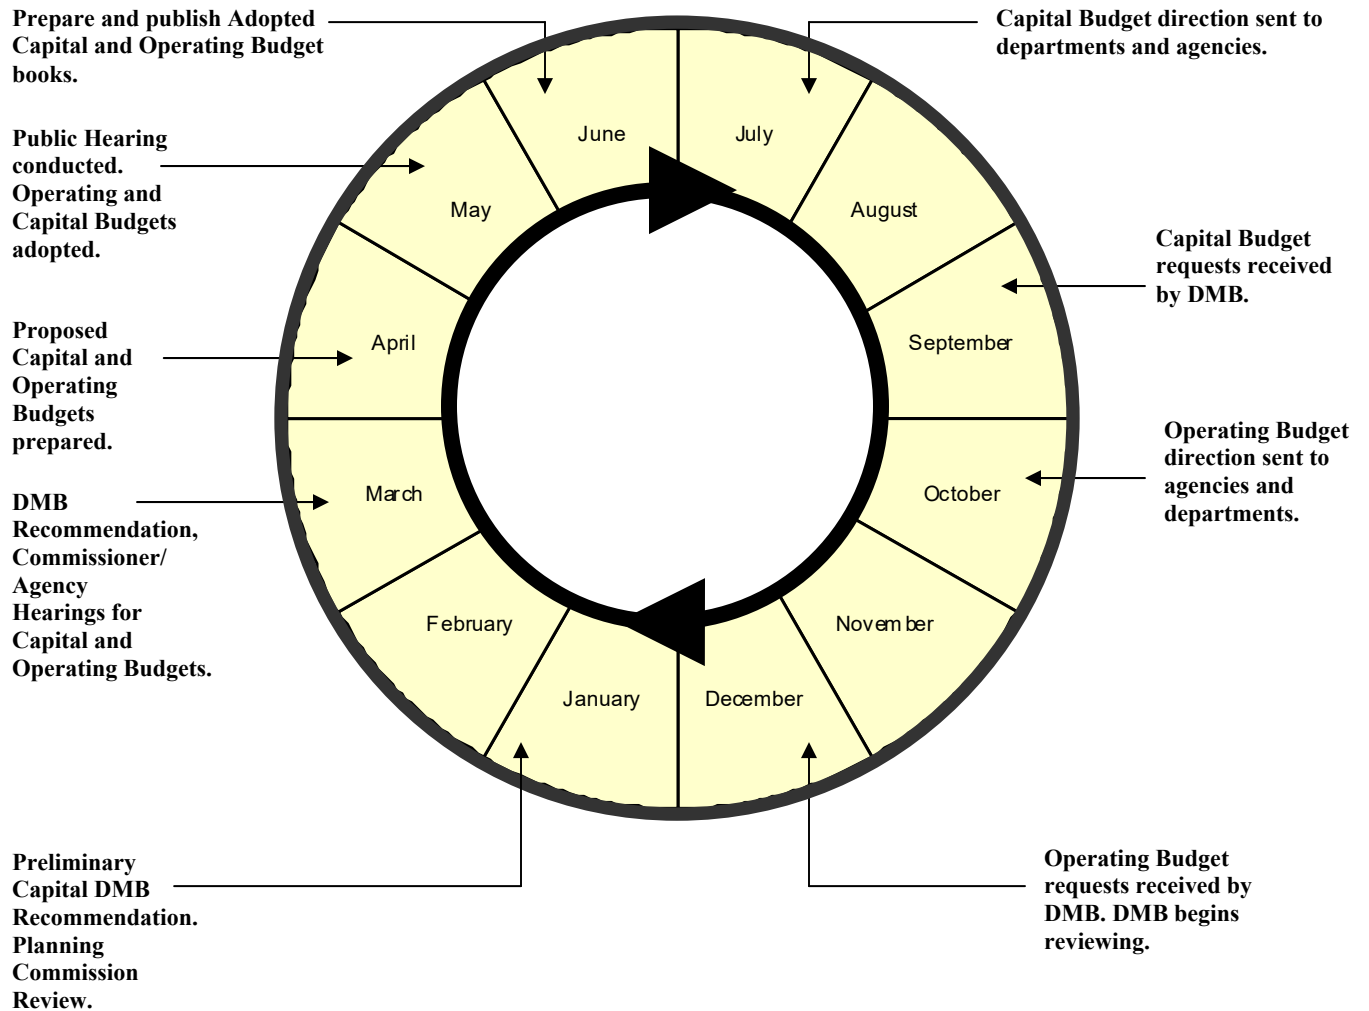 Prepare and publish Adopted
Capital and Operating Budget
books.
Capital Budget direction sent to
departments and agencies.
Public Hearing
conducted.
Operating and
Capital Budgets
adopted.
June
July
May
August
Capital Budget
requests received
by DMB.
Proposed
Capital and
Operating
Budgets
prepared.
April
September
Operating Budget
direction sent to
agencies and
departments.
DMB
Recommendation,
Commissioner/
Agency
Hearings for
Capital and
Operating Budgets.
March
October
February
November
January
December
Preliminary
Capital DMB
Recommendation.
Planning
Commission
Review.
Operating Budget
requests received by
DMB. DMB begins
reviewing.